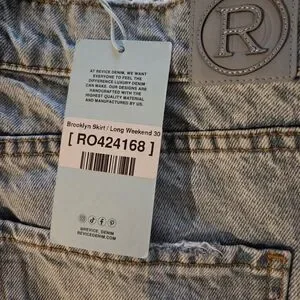 R
AT REVICE DENIM, WE WANT
EVERYONE TO FEEL THE
DIFFERENCE LUXURY DENIM
CAN MAKE. OUR DESIGNS ARE
HANDCRAFTED WITH THE
HIGHEST QUALITY MATERIAL
AND MANUFACTURED BY US.
Brooklyn Skirt / Long Weekend 30
[ RO424168 ]
@REVICE_DENIM
REVICEDENIM.COM